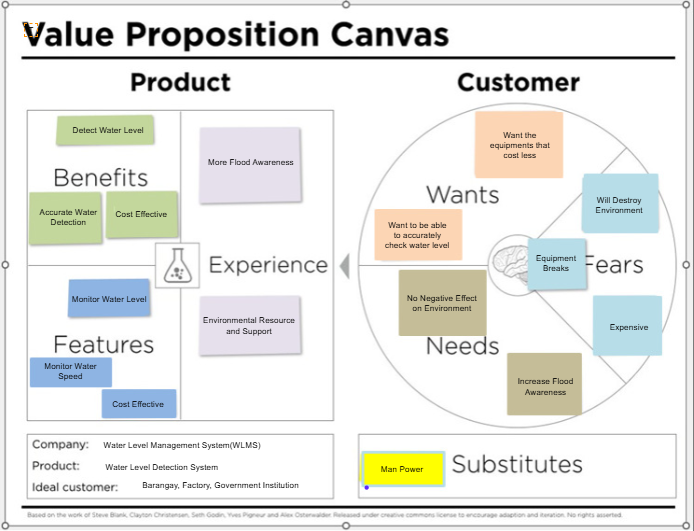 Value Proposition Canvas
Product
Customer
Detect Water Level
Benefits
Accurate Water
Detection
Cost Effective
More Flood Awareness
Experience
Environmental Resource
and Support
Monitor Water Level
Features
Monitor Water
Speed
Cost Effective
Want the
equipments that
cost less
Wants
Want to be able
to accurately
check water level
Will Destroy
Environment
Equipment
Breaks
Fears
Expensive
No Negative Effect
on Environment
Needs
Increase Flood
Awareness
Company: Water Level Management System(WLMS)
Product: Water Level Detection System
Ideal customer: Barangay, Factory, Government Institution
Man Power
Substitutes
Based on the work of Steve Blank, Clayton Christensen, Seth Godin, Yves Pigneur and Alex Osterwalder. Released under creative commons license to encourage adaption and iteration. No rights asserted.